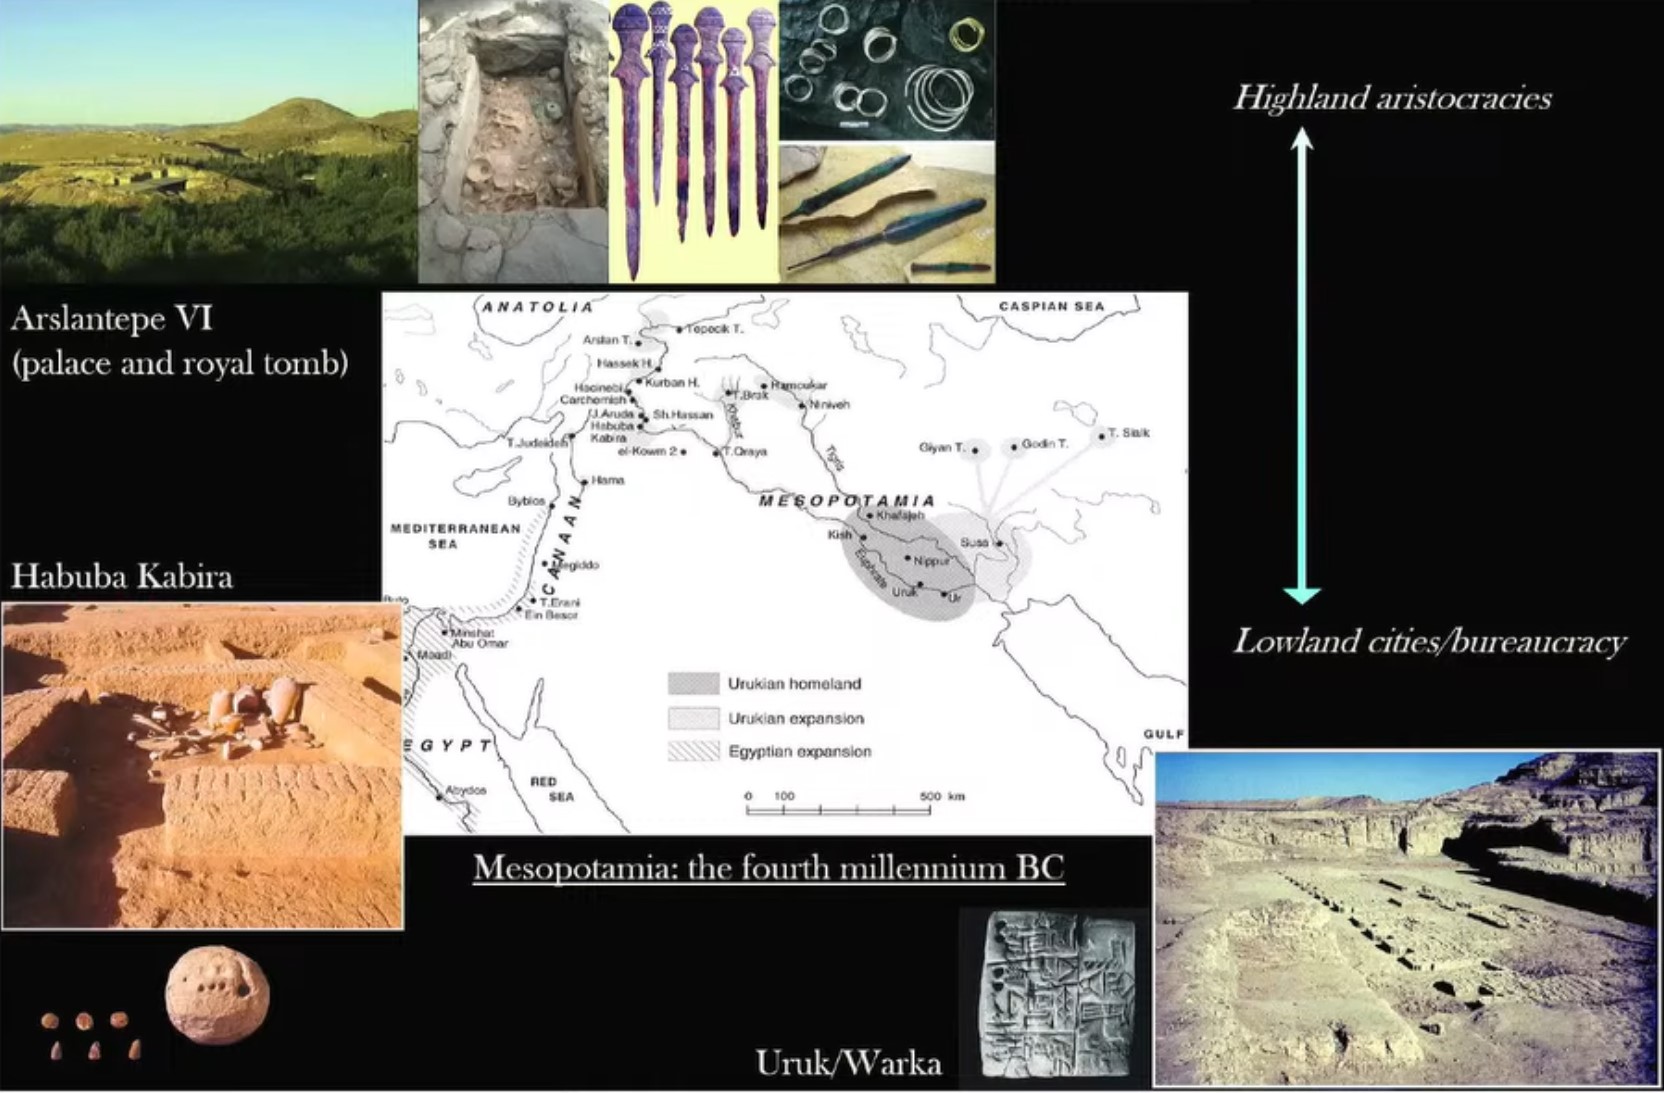 Highland aristocracies
Arslantepe VI
(palace and royal tomb)
ANATOLIA
CASPIAN SEA
Tepecik T.
Arslan T.
Hassek H.
Kurban H.
Hacinebi
Carchemish
T.Brak
Hamoukar
Niniveh
J.Aruda
Sh.Hassan
Habuba
Kabira
Khabur
T.Judeideh
el-Kowm 2
T.Qraya
Tigris
Giyan T.
Godin T.
T. Sialk
Hama
Byblos
MESOPOTAMIA
Khafajeh
MEDITERRANEAN
SEA
CANAAN
Kish
Susa
Nippur
Euphrate
Uruk
Ur
Megiddo
Habuba Kabira
T.Erani
Ein Besor
Minshat
Abu Omar
Maadi
Lowland cities/bureaucracy
Urukian homeland
Urukian expansion
Egyptian expansion
GULF
EGYPT
RED
SEA
Abydos
0 100 500 km
Mesopotamia: the fourth millennium BC
Uruk/Warka